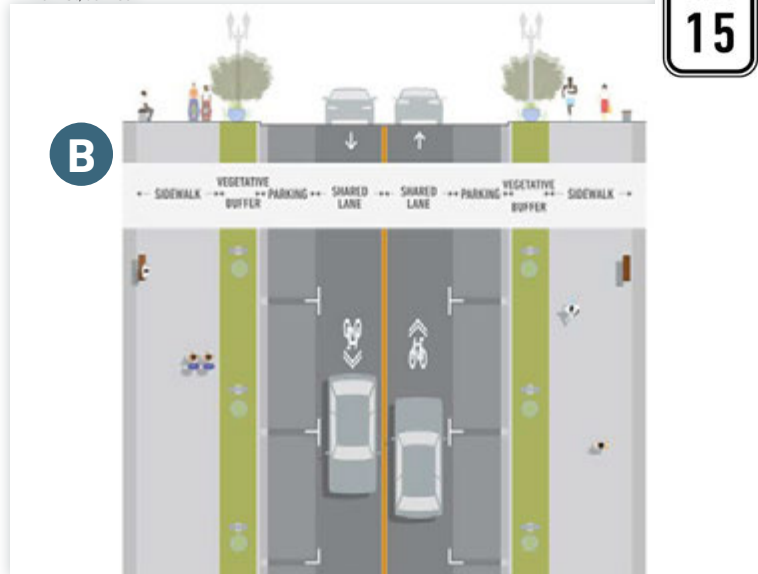 15
B
SIDEWALK
VEGETATIVE
BUFFER
PARKING
SHARED
LANE
SHARED
LANE
PARKING
VEGETATIVE
BUFFER
SIDEWALK